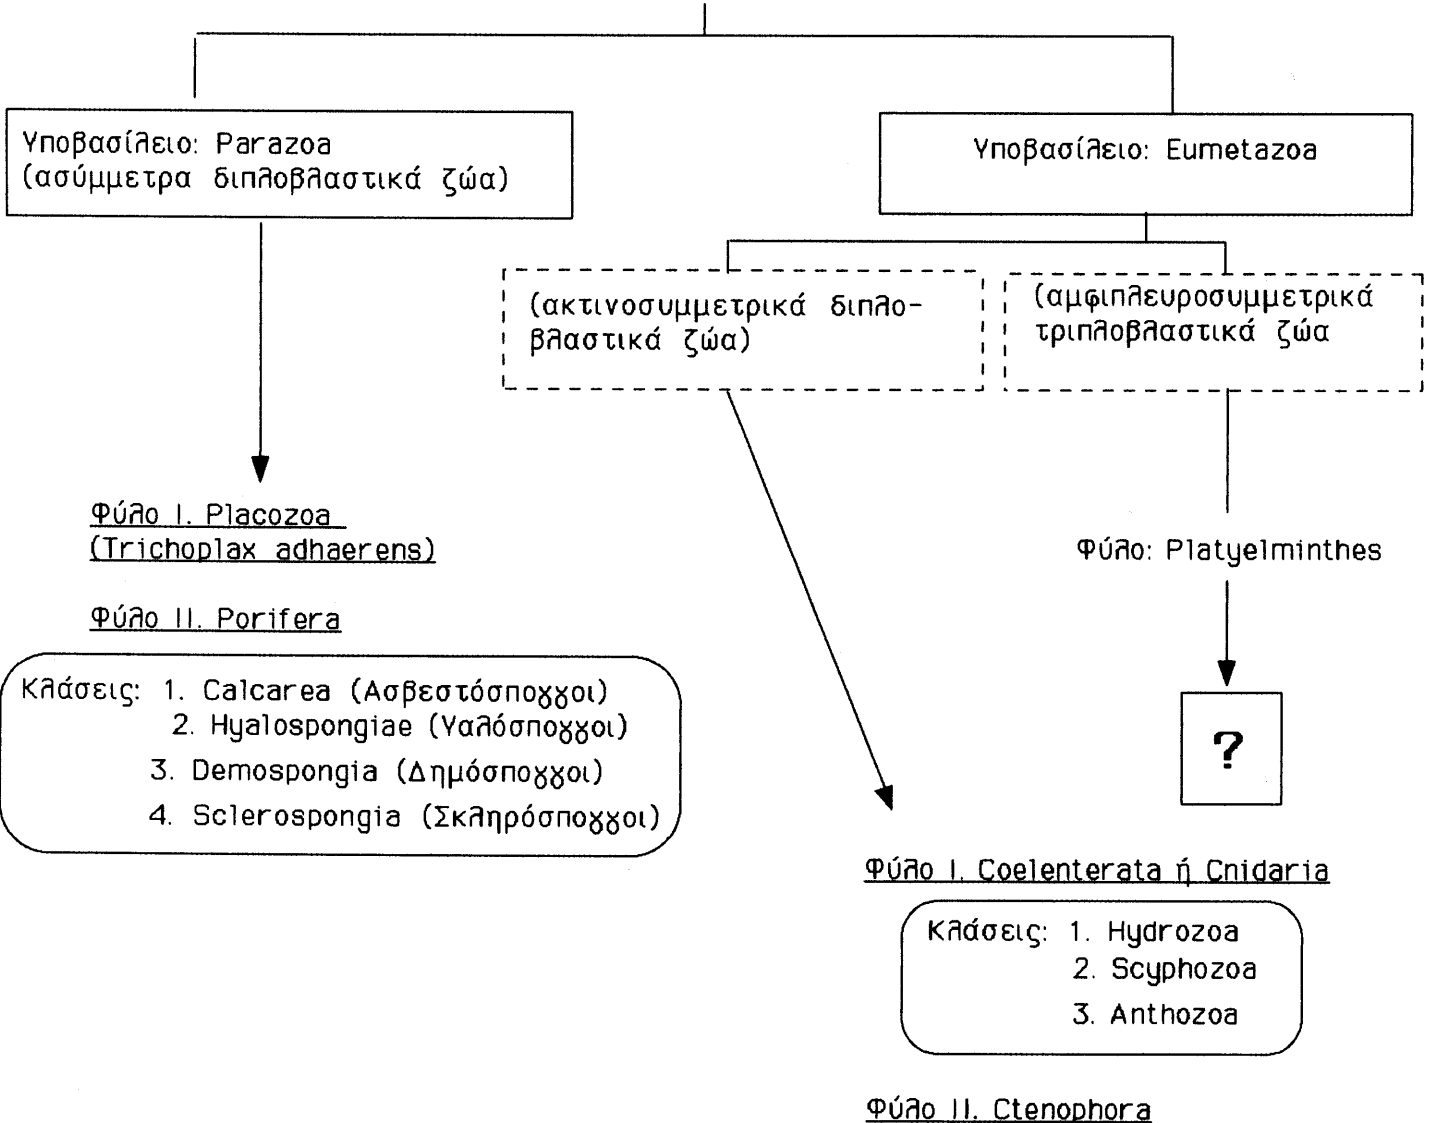 Υποβασίλειο: Parazoa
(ασύμμετρα διπλοβλαστικά ζώα)
Υποβασίλειο: Eumetazoa
(ακτινοσυμμετρικά διπλο-
βλαστικά ζώα)
(αμφιπλευροσυμμετρικά
τριπλοβλαστικά ζώα
Φύλο I. Placozoa
(Trichoplax adhaerens)
Φύλο II. Porifera
Κλάσεις: 1. Calcarea (Ασβεστόσπογγοι)
2. Hyalospongiae (Υαλόσπογγοι)
3. Demospongia (Δημόσπογγοι)
4. Sclerospongia (Σκληρόσπογγοι)
Φύλο: Platyelminthes
?
Φύλο I. Coelenterata ή Cnidaria
Κλάσεις: 1. Hydrozoa
2. Scyphozoa
3. Anthozoa
Φύλο II. Ctenophora